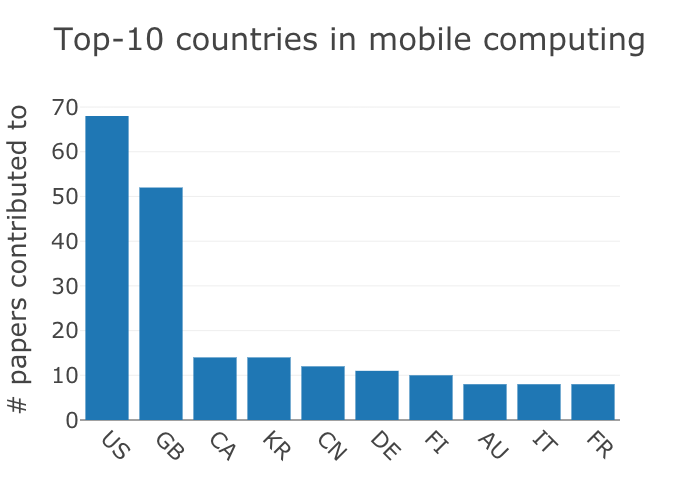 Top-10 countries in mobile computing
# papers contributed to
70
60
50
40
30
20
10
0
US
GB
CA
KR
CN
DE
FI
AU
IT
FR